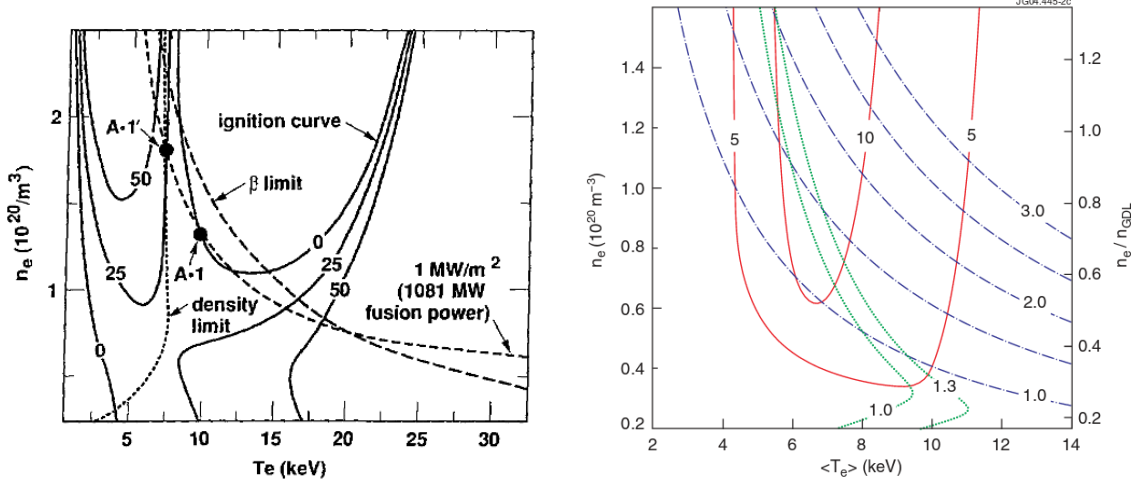 JG04.445-2c
n_e (10^20/m^3)
2
1
A•1′
50
25
0
density
limit
ignition curve
β limit
A•1
0
25
50
1 MW/m^2
(1081 MW
fusion power)
5 10 15 20 25 30
Te (keV)
n_e (10^20 m^−3)
1.4
1.2
1.0
0.8
0.6
0.4
0.2
5
10
5
3.0
2.0
1.0
1.3
1.0
2 4 6 8 10 12 14
<T_e> (keV)
1.2
1.0
0.8
0.6
0.4
0.2
n_e / n_GDL